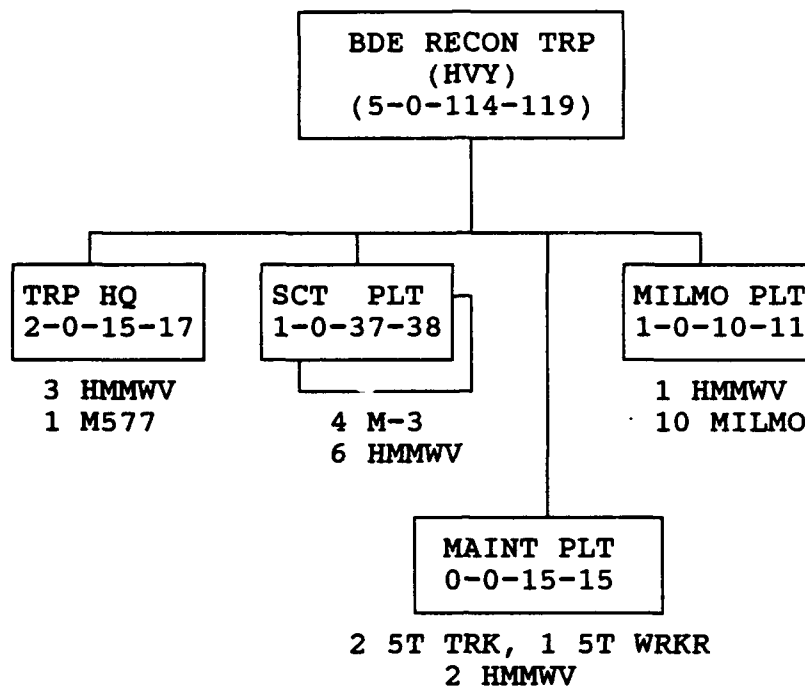 BDE RECON TRP
(HVY)
(5-0-114-119)
TRP HQ
2-0-15-17
3 HMMWV
1 M577
SCT PLT
1-0-37-38
4 M-3
6 HMMWV
MILMO PLT
1-0-10-11
1 HMMWV
10 MILMO
MAINT PLT
0-0-15-15
2 5T TRK, 1 5T WRKR
2 HMMWV